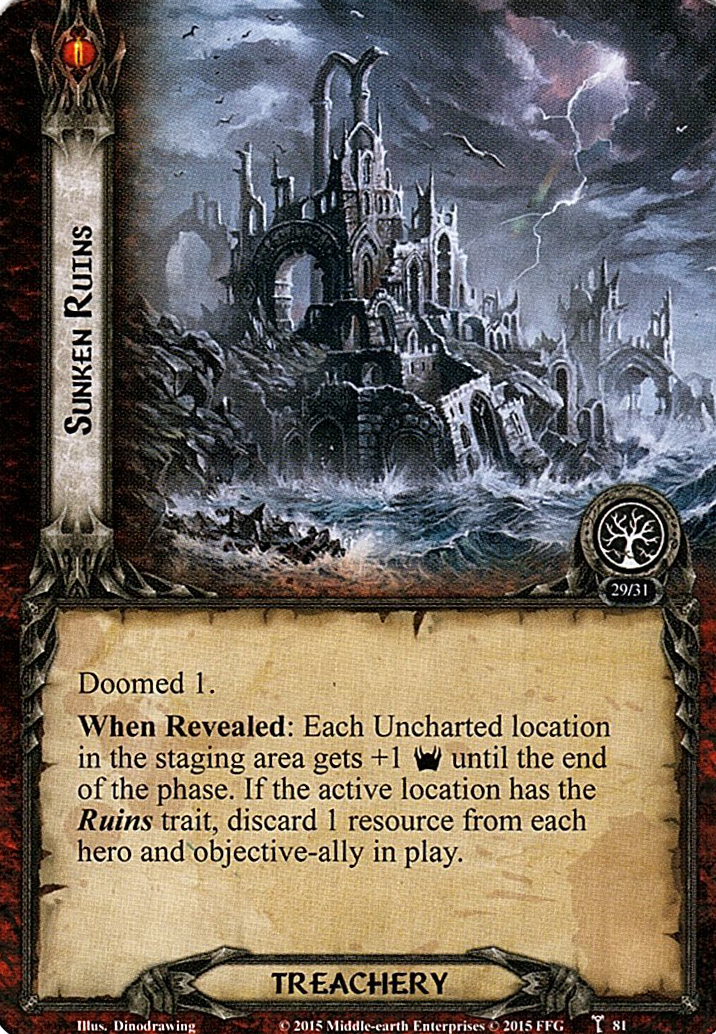 SUNKEN RUINS
29/31
Doomed 1.
When Revealed: Each Uncharted location
in the staging area gets +1 until the end
of the phase. If the active location has the
Ruins trait, discard 1 resource from each
hero and objective-ally in play.
TREACHERY
Illus. Dinodrawing © 2015 Middle-earth Enterprises © 2015 FFG 81